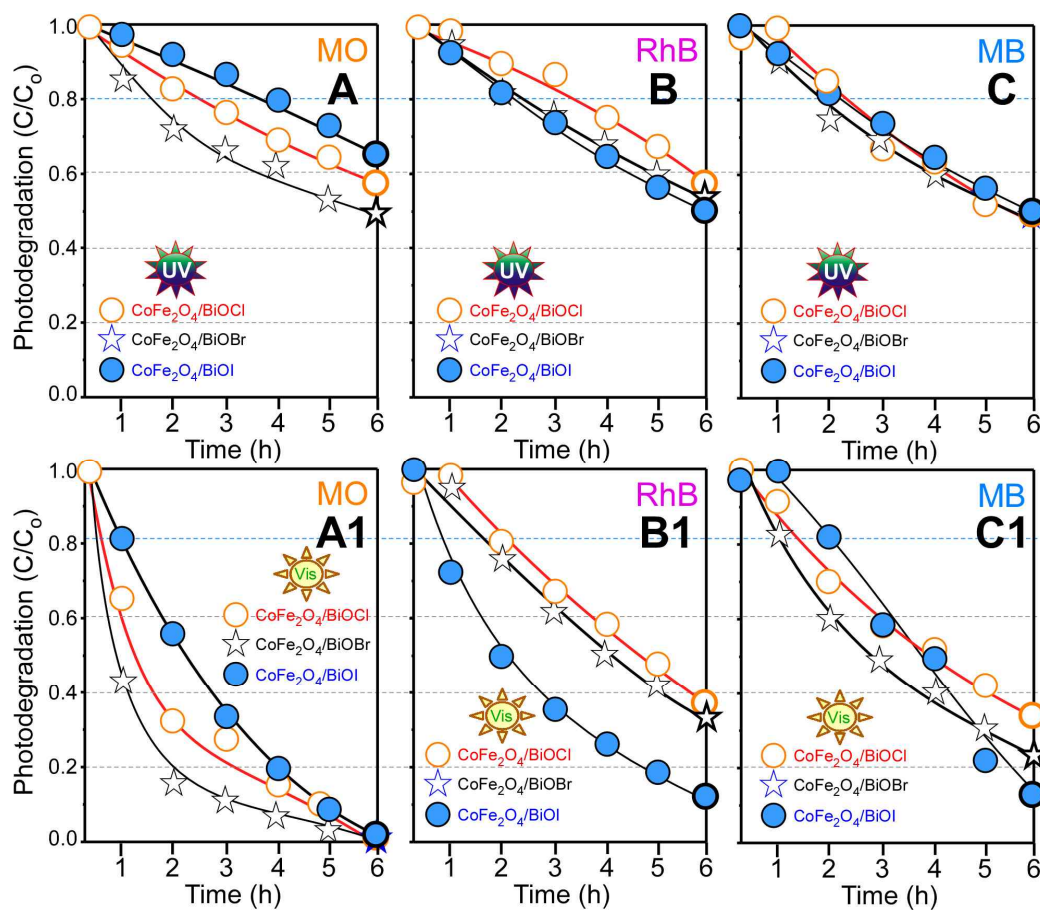 Photodegradation (C/Co)
1.0
0.8
0.6
0.4
0.2
0.0
MO
A
UV
CoFe2O4/BiOCl
CoFe2O4/BiOBr
CoFe2O4/BiOI
1 2 3 4 5 6
Time (h)
RhB
B
UV
CoFe2O4/BiOCl
CoFe2O4/BiOBr
CoFe2O4/BiOI
1 2 3 4 5 6
Time (h)
MB
C
UV
CoFe2O4/BiOCl
CoFe2O4/BiOBr
CoFe2O4/BiOI
1 2 3 4 5 6
Time (h)
Photodegradation (C/Co)
1.0
0.8
0.6
0.4
0.2
0.0
MO
A1
Vis
CoFe2O4/BiOCl
CoFe2O4/BiOBr
CoFe2O4/BiOI
1 2 3 4 5 6
Time (h)
RhB
B1
Vis
CoFe2O4/BiOCl
CoFe2O4/BiOBr
CoFe2O4/BiOI
1 2 3 4 5 6
Time (h)
MB
C1
Vis
CoFe2O4/BiOCl
CoFe2O4/BiOBr
CoFe2O4/BiOI
1 2 3 4 5 6
Time (h)